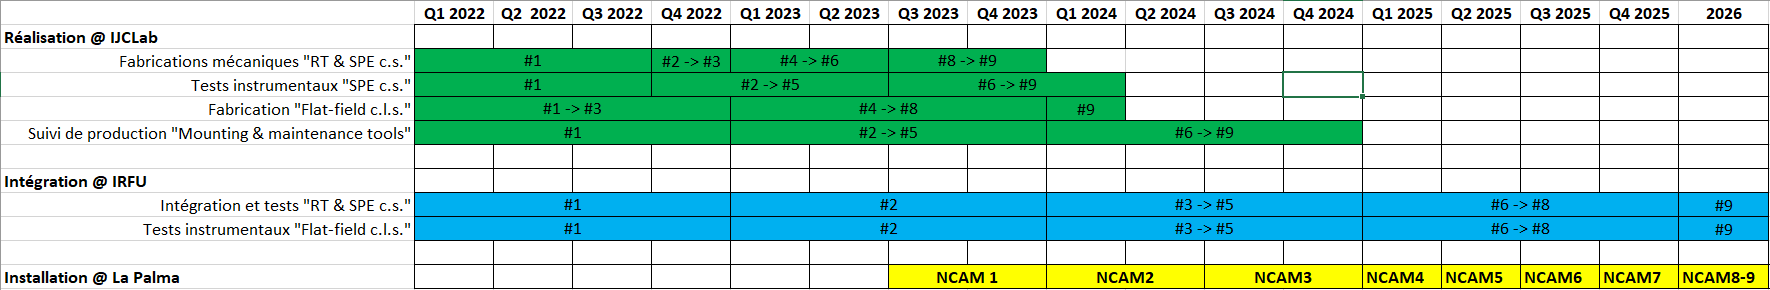 Q1 2022 Q2 2022 Q3 2022 Q4 2022 Q1 2023 Q2 2023 Q3 2023 Q4 2023 Q1 2024 Q2 2024 Q3 2024 Q4 2024 Q1 2025 Q2 2025 Q3 2025 Q4 2025 2026
Réalisation @ IJCLab
Fabrications mécaniques "RT & SPE c.s." #1 #2 -> #3 #4 -> #6 #8 -> #9
Tests instrumentaux "SPE c.s." #1 #2 -> #5 #6 -> #9
Fabrication "Flat-field c.l.s." #1 -> #3 #4 -> #8 #9
Suivi de production "Mounting & maintenance tools" #1 #2 -> #5 #6 -> #9
Intégration @ IRFU
Intégration et tests "RT & SPE c.s." #1 #2 #3 -> #5 #6 -> #8 #9
Tests instrumentaux "Flat-field c.l.s." #1 #2 #3 -> #5 #6 -> #8 #9
Installation @ La Palma NCAM 1 NCAM2 NCAM3 NCAM4 NCAM5 NCAM6 NCAM7 NCAM8-9